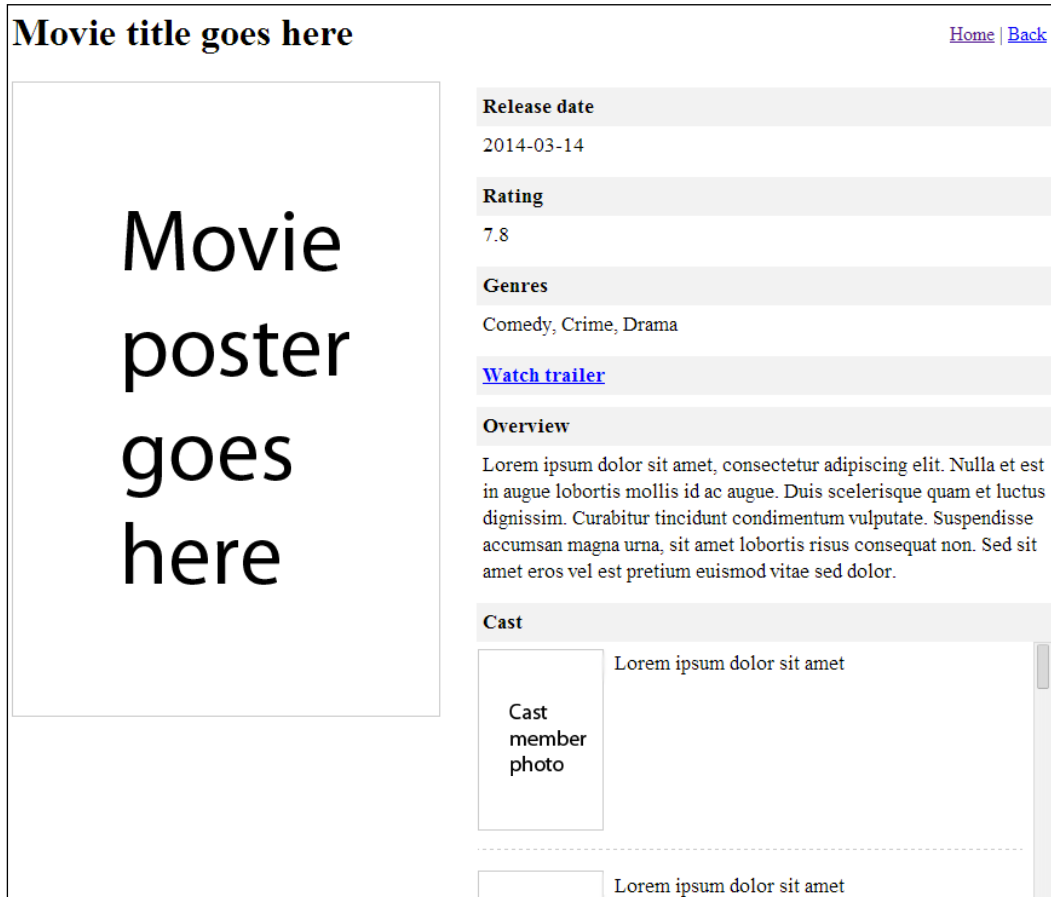 Movie title goes here
Home | Back
Movie
poster
goes
here
Release date
2014-03-14
Rating
7.8
Genres
Comedy, Crime, Drama
Watch trailer
Overview
Lorem ipsum dolor sit amet, consectetur adipiscing elit. Nulla et est
in augue lobortis mollis id ac augue. Duis scelerisque quam et luctus
dignissim. Curabitur tincidunt condimentum vulputate. Suspendisse
accumsan magna urna, sit amet lobortis risus consequat non. Sed sit
amet eros vel est pretium euismod vitae sed dolor.
Cast
Cast
member
photo
Lorem ipsum dolor sit amet
Lorem ipsum dolor sit amet